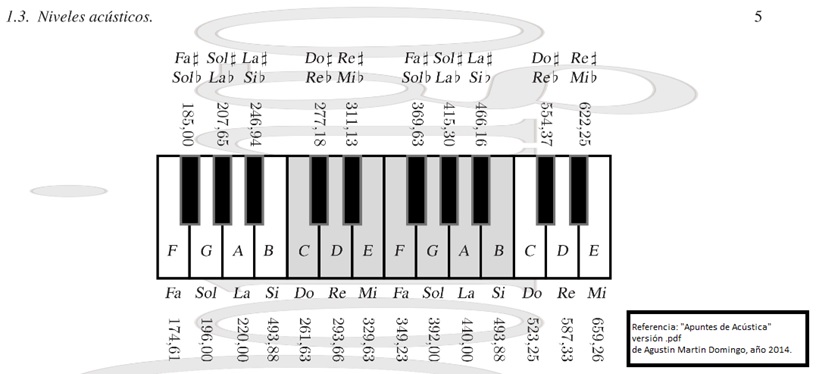 1.3. Niveles acústicos. 5
Fa♯ Sol♯ La♯ Do♯ Re♯ Fa♯ Sol♯ La♯ Do♯ Re♯
Sol♭ La♭ Si♭ Re♭ Mi♭ Sol♭ La♭ Si♭ Re♭ Mi♭
185,00 207,65 246,94 277,18 311,13 369,63 415,30 466,16 554,37 622,25
F G A B C D E F G A B C D E
Fa Sol La Si Do Re Mi Fa Sol La Si Do Re Mi
174,61 196,00 220,00 493,88 261,63 293,66 329,63 349,23 392,00 440,00 493,88 523,25 587,33 659,26
Referencia: "Apuntes de Acústica"
versión .pdf
de Agustin Martin Domingo, año 2014.